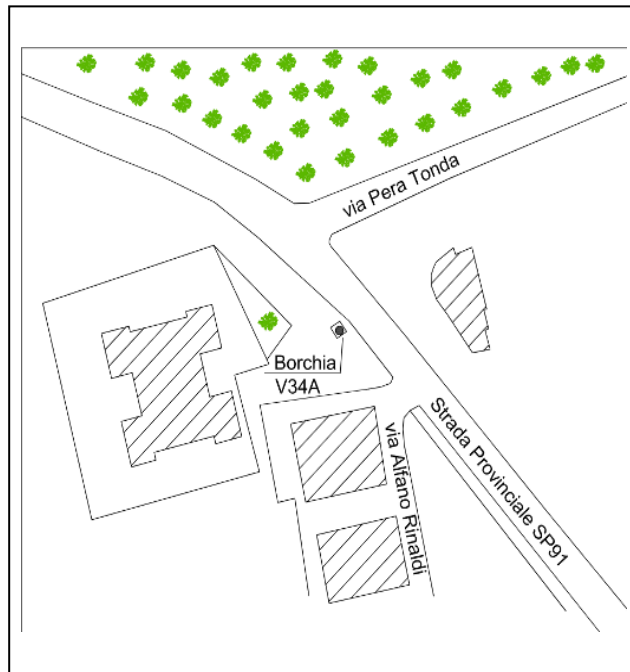 via Pera Tonda
Borchia
V34A
via Alfano Rinaldi
Strada Provinciale SP91